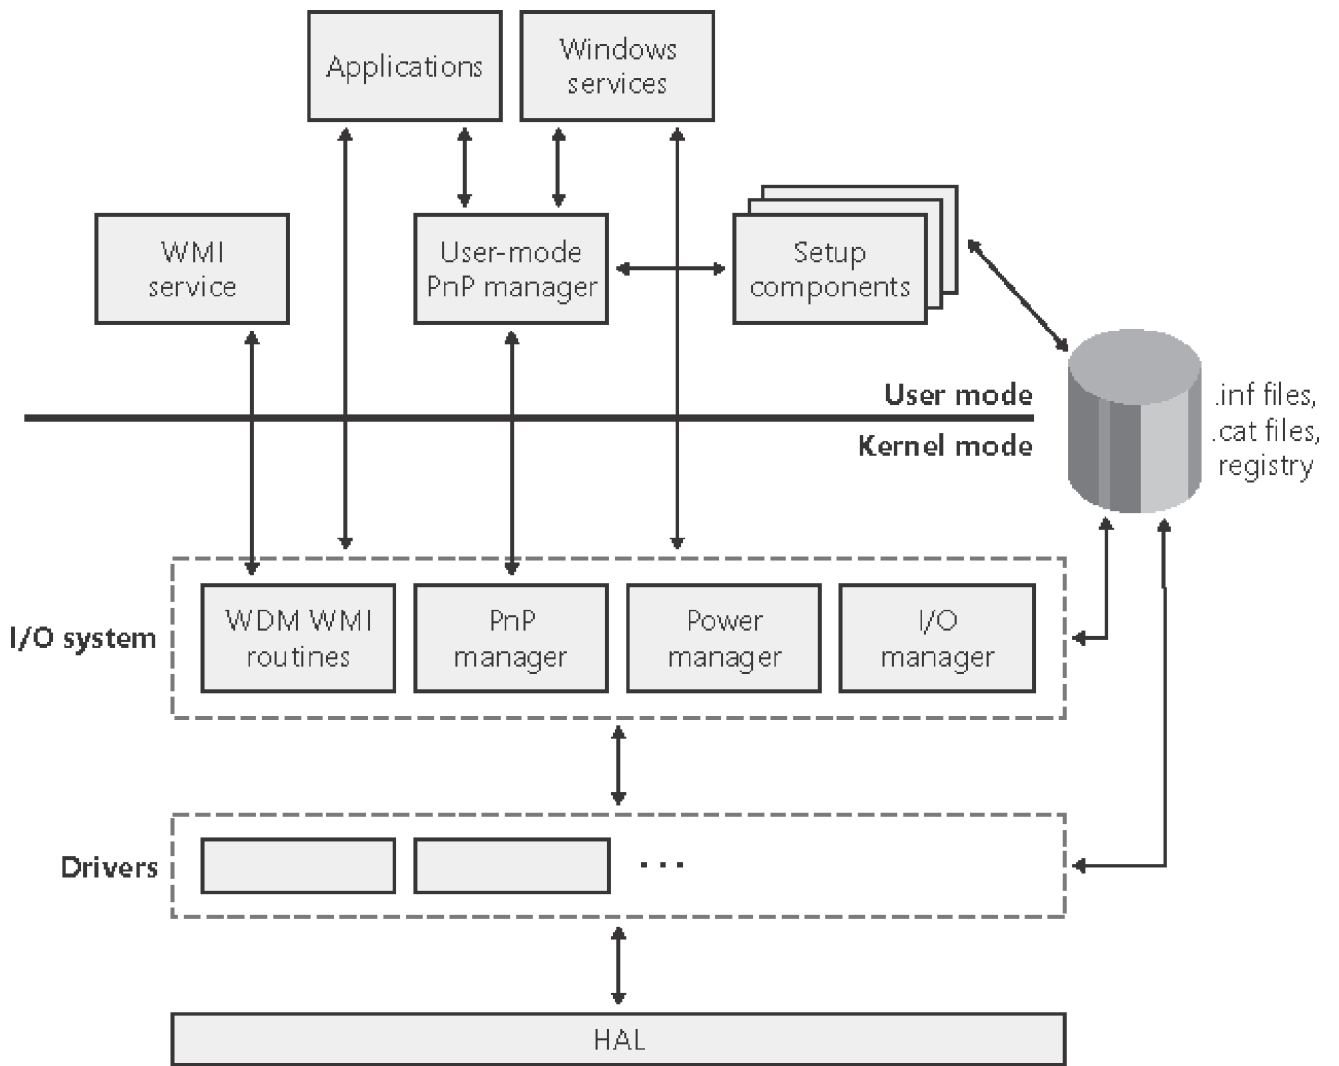 Applications
Windows
services
WMI
service
User-mode
PnP manager
Setup
components
User mode
Kernel mode
.inf files,
.cat files,
registry
I/O system
WDM WMI
routines
PnP
manager
Power
manager
I/O
manager
Drivers
...
HAL